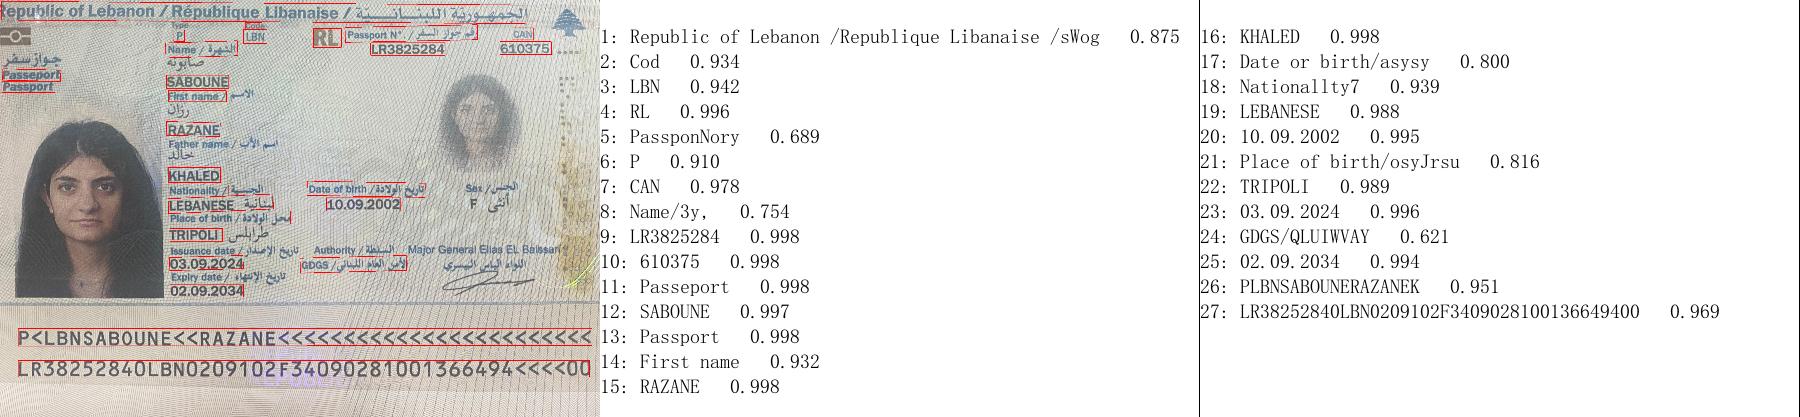 Republic of Lebanon / République Libanaise / الجمهورية اللبنانية
Type
P
Code
LBN
RL
Passport N°. / رقم جواز السفر
LR3825284
CAN
610375
جواز سفر
Passeport
Passport
Name / الشهرة
صابونه
SABOUNE
First name / الاسم
رزان
RAZANE
Father name / اسم الأب
خالد
KHALED
Nationality / الجنسية
لبنانية LEBANESE
Date of birth / تاريخ الولادة
10.09.2002
Sex / الجنس
F أنثى
Place of birth / محل الولادة
TRIPOLI طرابلس
Issuance date / تاريخ الإصدار
03.09.2024
Authority / السلطة
GDGS / الأمن العام اللبناني
Major General Elias EL Baissari
اللواء الياس البيسري
Expiry date / تاريخ الإنتهاء
02.09.2034
P<LBNSABOUNE<<RAZANE<<<<<<<<<<<<<<<<<<<<<<<<
LR38252840LBN0209102F34090281001366494<<<<00
1: Republic of Lebanon /Republique Libanaise /sWog 0.875
2: Cod 0.934
3: LBN 0.942
4: RL 0.996
5: PassponNory 0.689
6: P 0.910
7: CAN 0.978
8: Name/3y, 0.754
9: LR3825284 0.998
10: 610375 0.998
11: Passeport 0.998
12: SABOUNE 0.997
13: Passport 0.998
14: First name 0.932
15: RAZANE 0.998
16: KHALED 0.998
17: Date or birth/asysy 0.800
18: Nationallty7 0.939
19: LEBANESE 0.988
20: 10.09.2002 0.995
21: Place of birth/osyJrsu 0.816
22: TRIPOLI 0.989
23: 03.09.2024 0.996
24: GDGS/QLUIWVAY 0.621
25: 02.09.2034 0.994
26: PLBNSABOUNERAZANEK 0.951
27: LR38252840LBN0209102F3409028100136649400 0.969